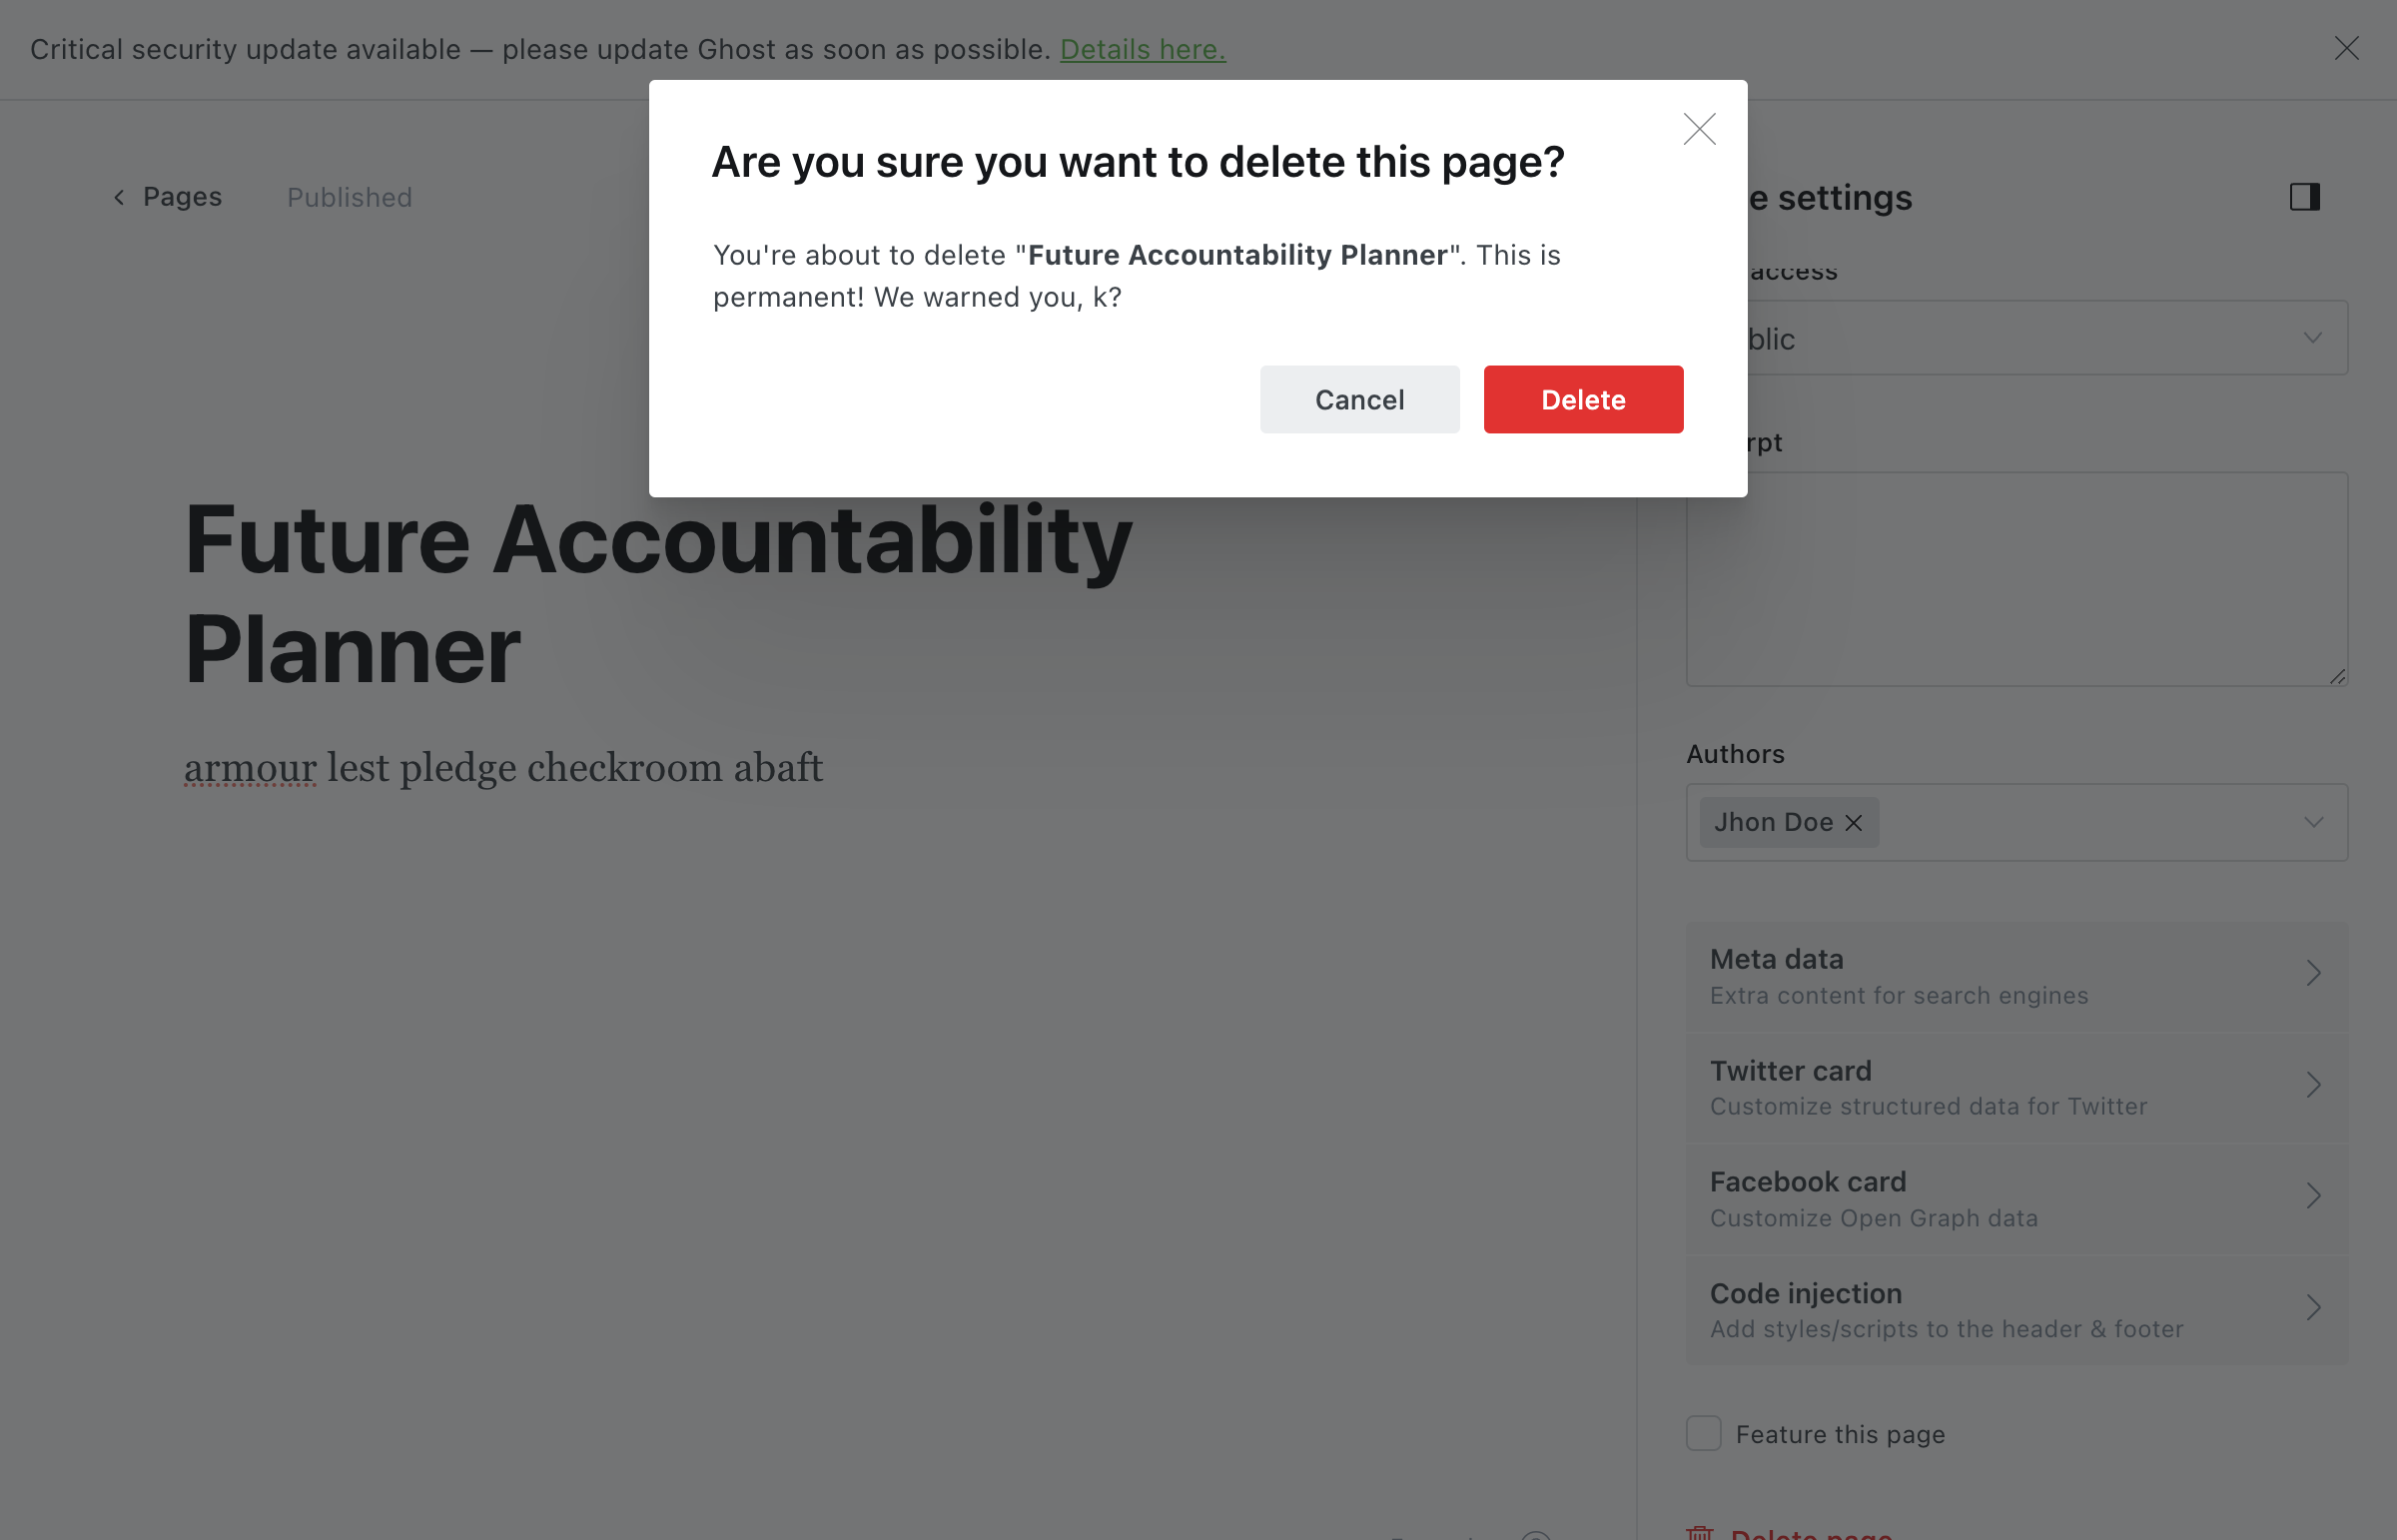 Critical security update available — please update Ghost as soon as possible. Details here.
Are you sure you want to delete this page?
You're about to delete "Future Accountability Planner". This is
permanent! We warned you, k?
Cancel
Delete
Pages
Published
Future Accountability
Planner
armour lest pledge checkroom abaft
settings
access
Authors
Jhon Doe
Meta data
Extra content for search engines
Twitter card
Customize structured data for Twitter
Facebook card
Customize Open Graph data
Code injection
Add styles/scripts to the header & footer
Feature this page
Delete page